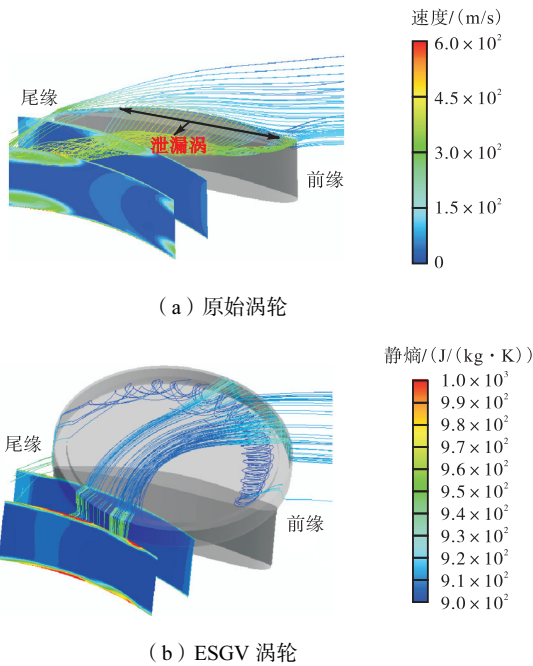 速度/(m/s)
6.0×10²
4.5×10²
3.0×10²
1.5×10²
0
尾缘
泄漏涡
前缘
（a）原始涡轮
静熵/(J/(kg·K))
1.0×10³
9.9×10²
9.8×10²
9.7×10²
9.6×10²
9.5×10²
9.4×10²
9.3×10²
9.2×10²
9.1×10²
9.0×10²
尾缘
前缘
（b）ESGV 涡轮